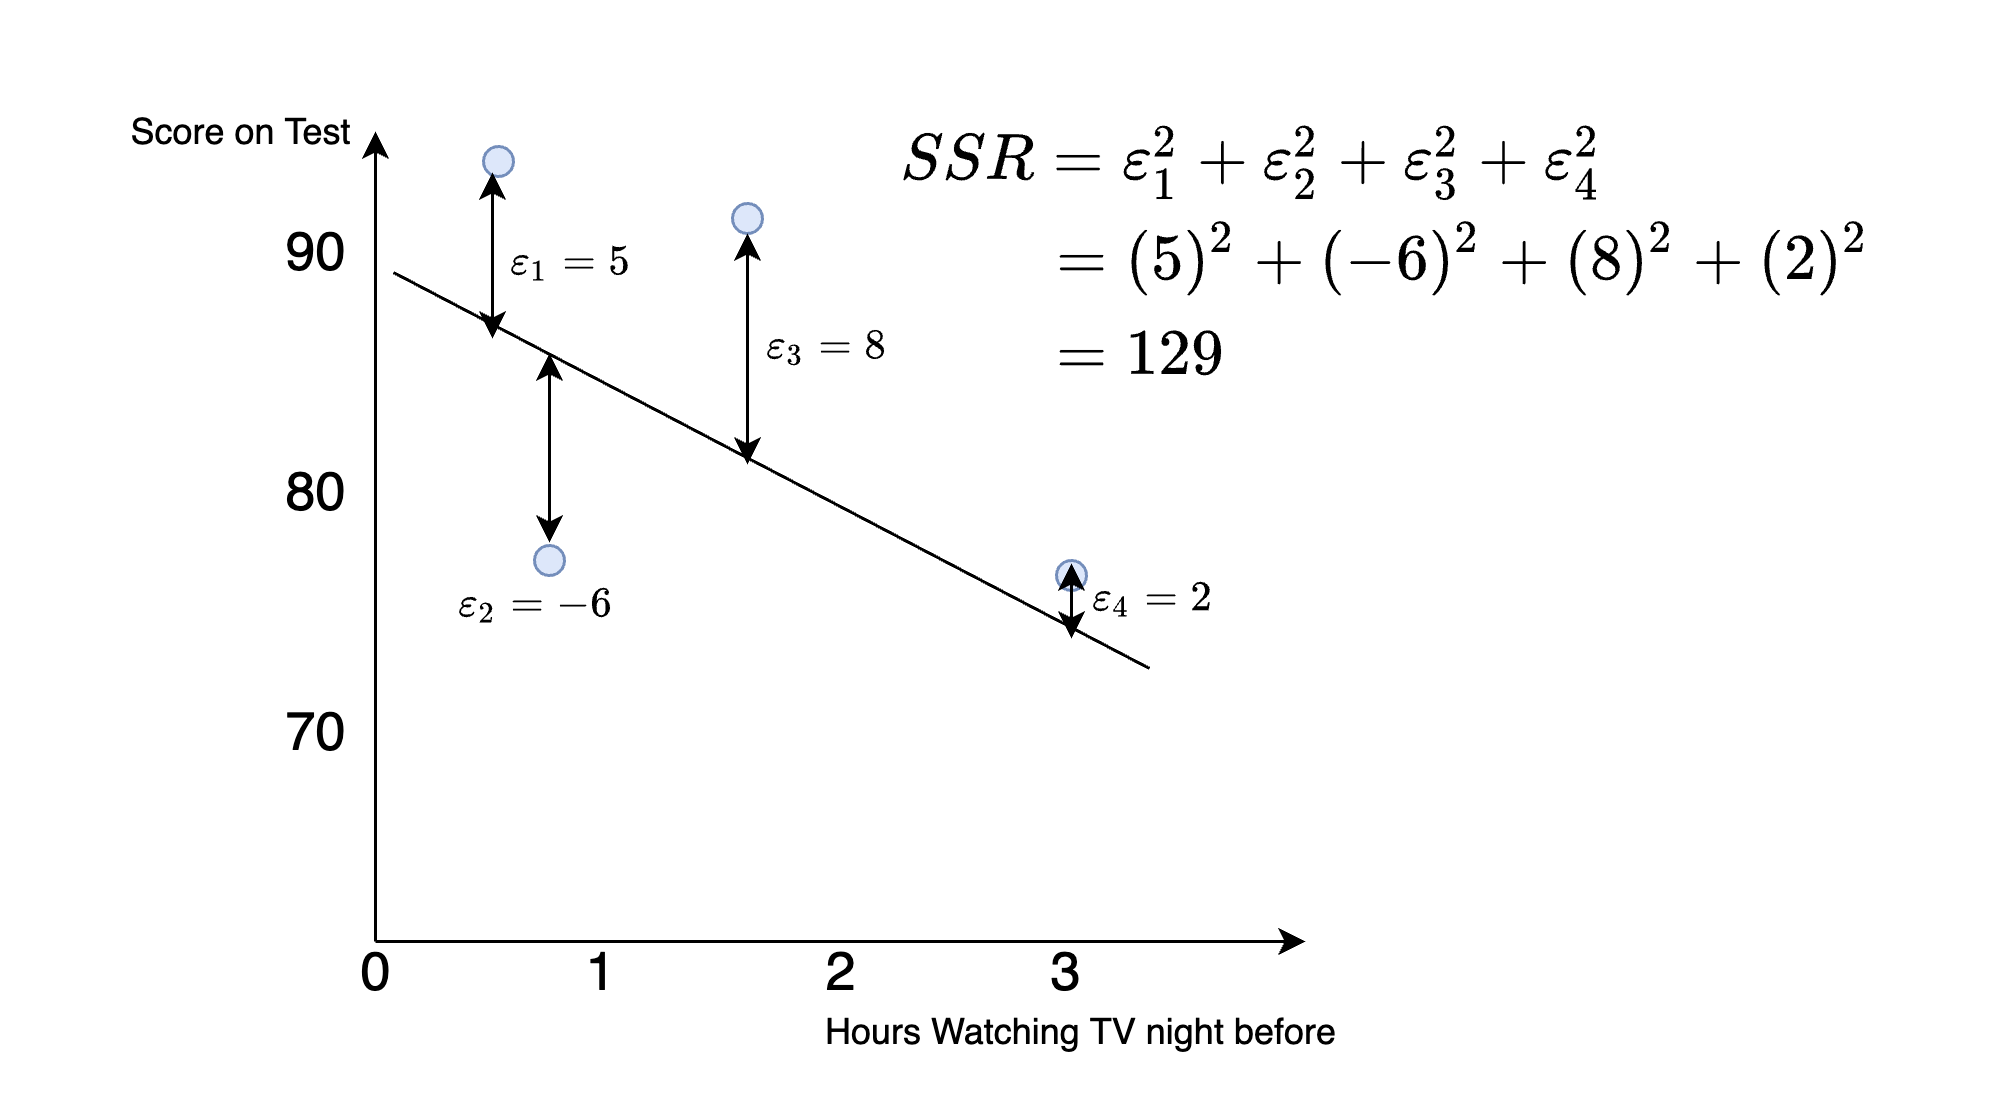 Score on Test
SSR = ε₁² + ε₂² + ε₃² + ε₄²
= (5)² + (−6)² + (8)² + (2)²
= 129
90
ε₁ = 5
ε₃ = 8
80
ε₂ = −6
ε₄ = 2
70
0 1 2 3
Hours Watching TV night before